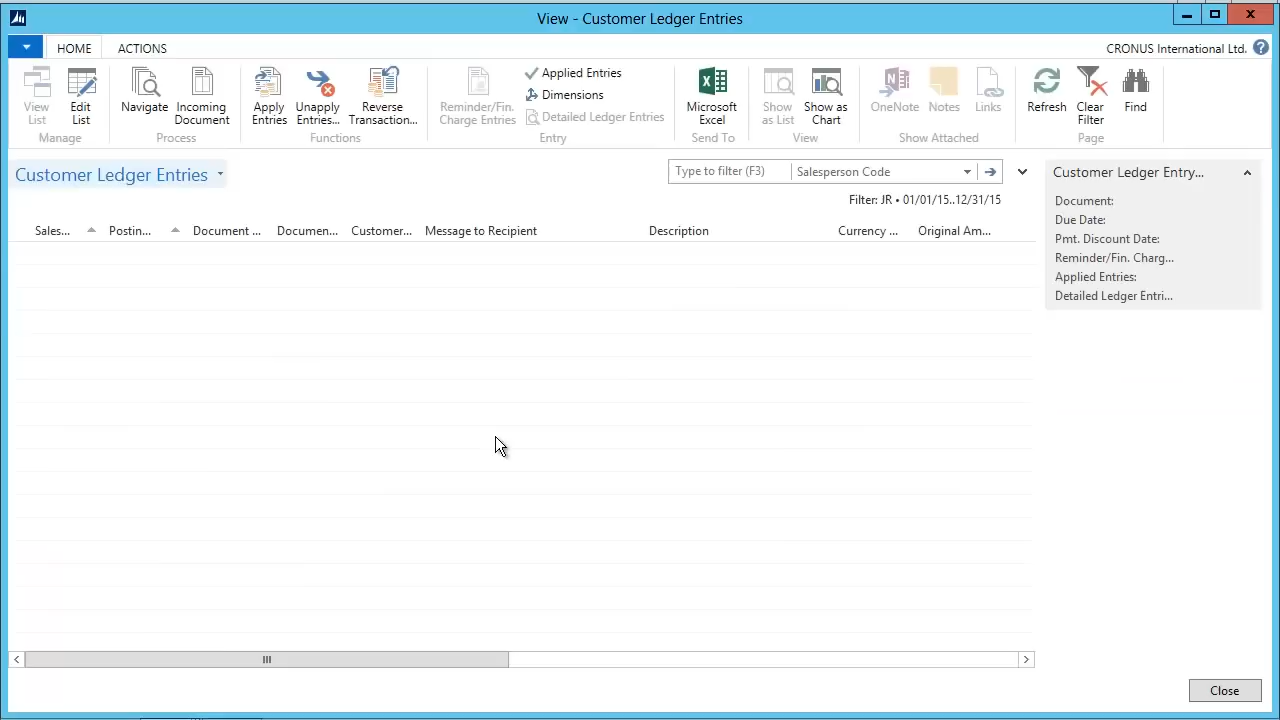 View - Customer Ledger Entries
HOME
ACTIONS
CRONUS International Ltd.
View
List
Edit
List
Manage
Navigate
Incoming
Document
Process
Apply
Entries
Unapply
Entries...
Reverse
Transaction...
Functions
Reminder/Fin.
Charge Entries
Applied Entries
Dimensions
Detailed Ledger Entries
Entry
Microsoft
Excel
Send To
Show
as List
Show as
Chart
View
OneNote
Notes
Links
Show Attached
Refresh
Clear
Filter
Find
Page
Customer Ledger Entries
Type to filter (F3)
Salesperson Code
Filter: JR • 01/01/15..12/31/15
Sales...
Postin...
Document ...
Documen...
Customer...
Message to Recipient
Description
Currency ...
Original Am...
Customer Ledger Entry...
Document:
Due Date:
Pmt. Discount Date:
Reminder/Fin. Charg...
Applied Entries:
Detailed Ledger Entri...
Close